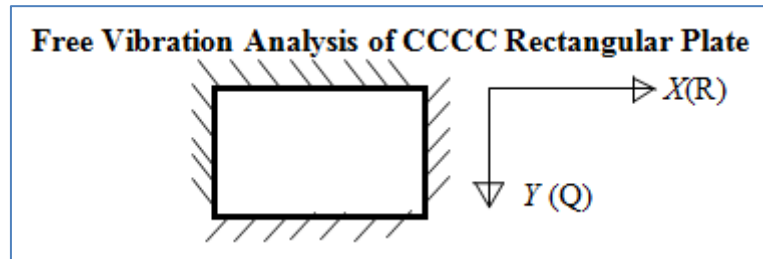 Free Vibration Analysis of CCCC Rectangular Plate
X(R)
Y (Q)